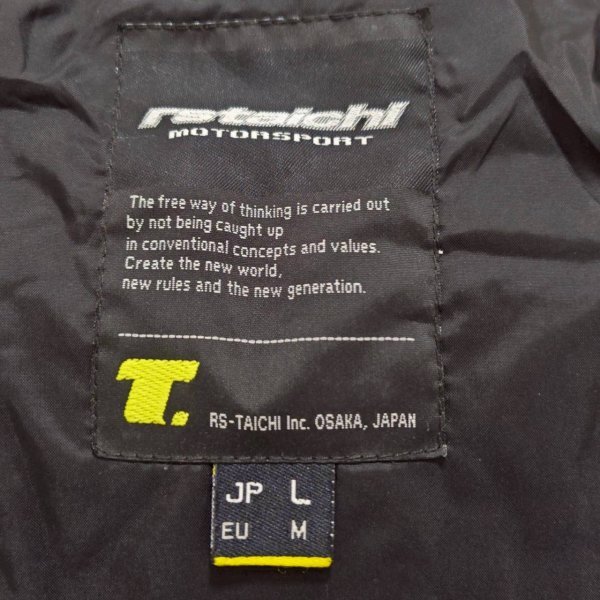 rstaichi
MOTORSPORT
The free way of thinking is carried out
by not being caught up
in conventional concepts and values.
Create the new world,
new rules and the new generation.
T.
RS-TAICHI Inc. OSAKA, JAPAN
JP L
EU M